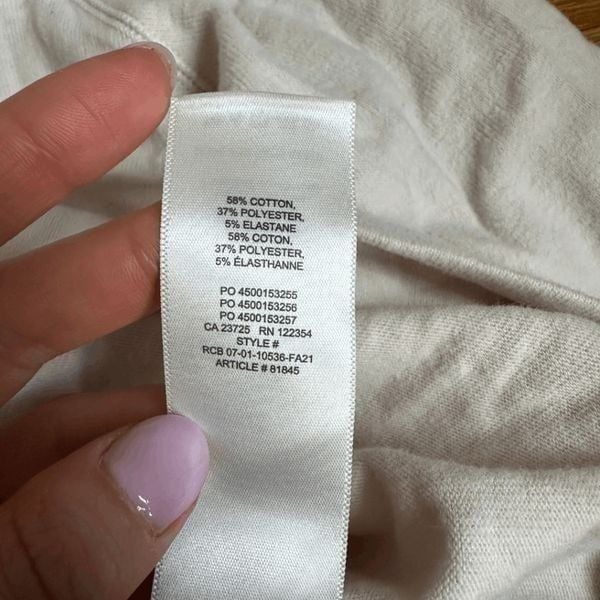 58% COTTON,
37% POLYESTER,
5% ELASTANE
58% COTON,
37% POLYESTER,
5% ÉLASTHANNE
PO 4500153255
PO 4500153256
PO 4500153257
CA 23725 RN 122354
STYLE #
RCB 07-01-10536-FA21
ARTICLE # 81845